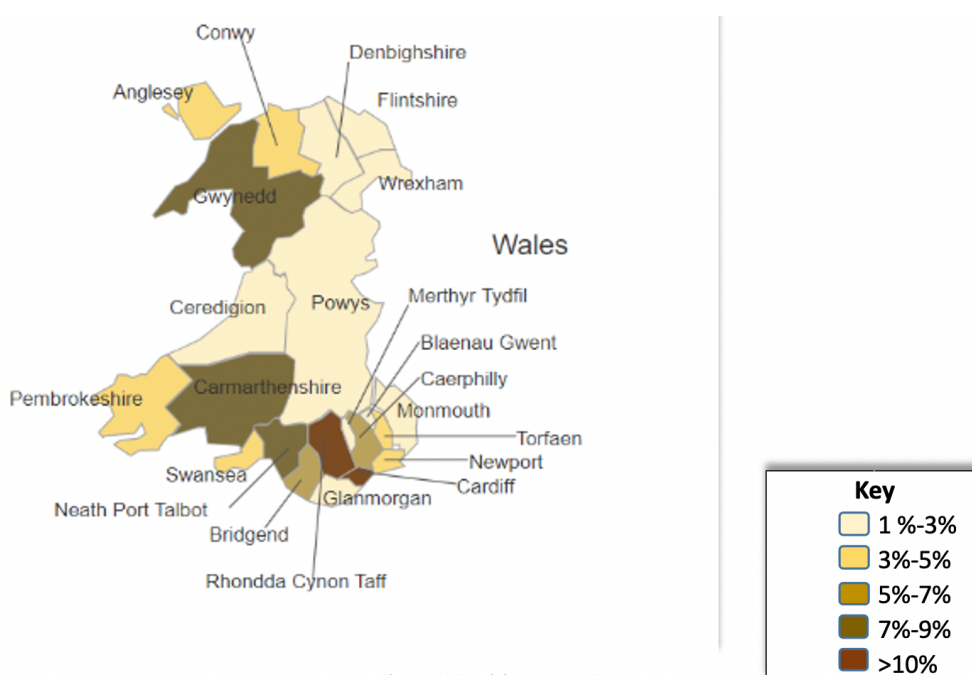 Conwy
Denbighshire
Anglesey
Flintshire
Wrexham
Gwynedd
Wales
Merthyr Tydfil
Ceredigion
Powys
Blaenau Gwent
Caerphilly
Carmarthenshire
Pembrokeshire
Monmouth
Torfaen
Newport
Swansea
Cardiff
Glanmorgan
Neath Port Talbot
Bridgend
Rhondda Cynon Taff
Key
1 %-3%
3%-5%
5%-7%
7%-9%
>10%